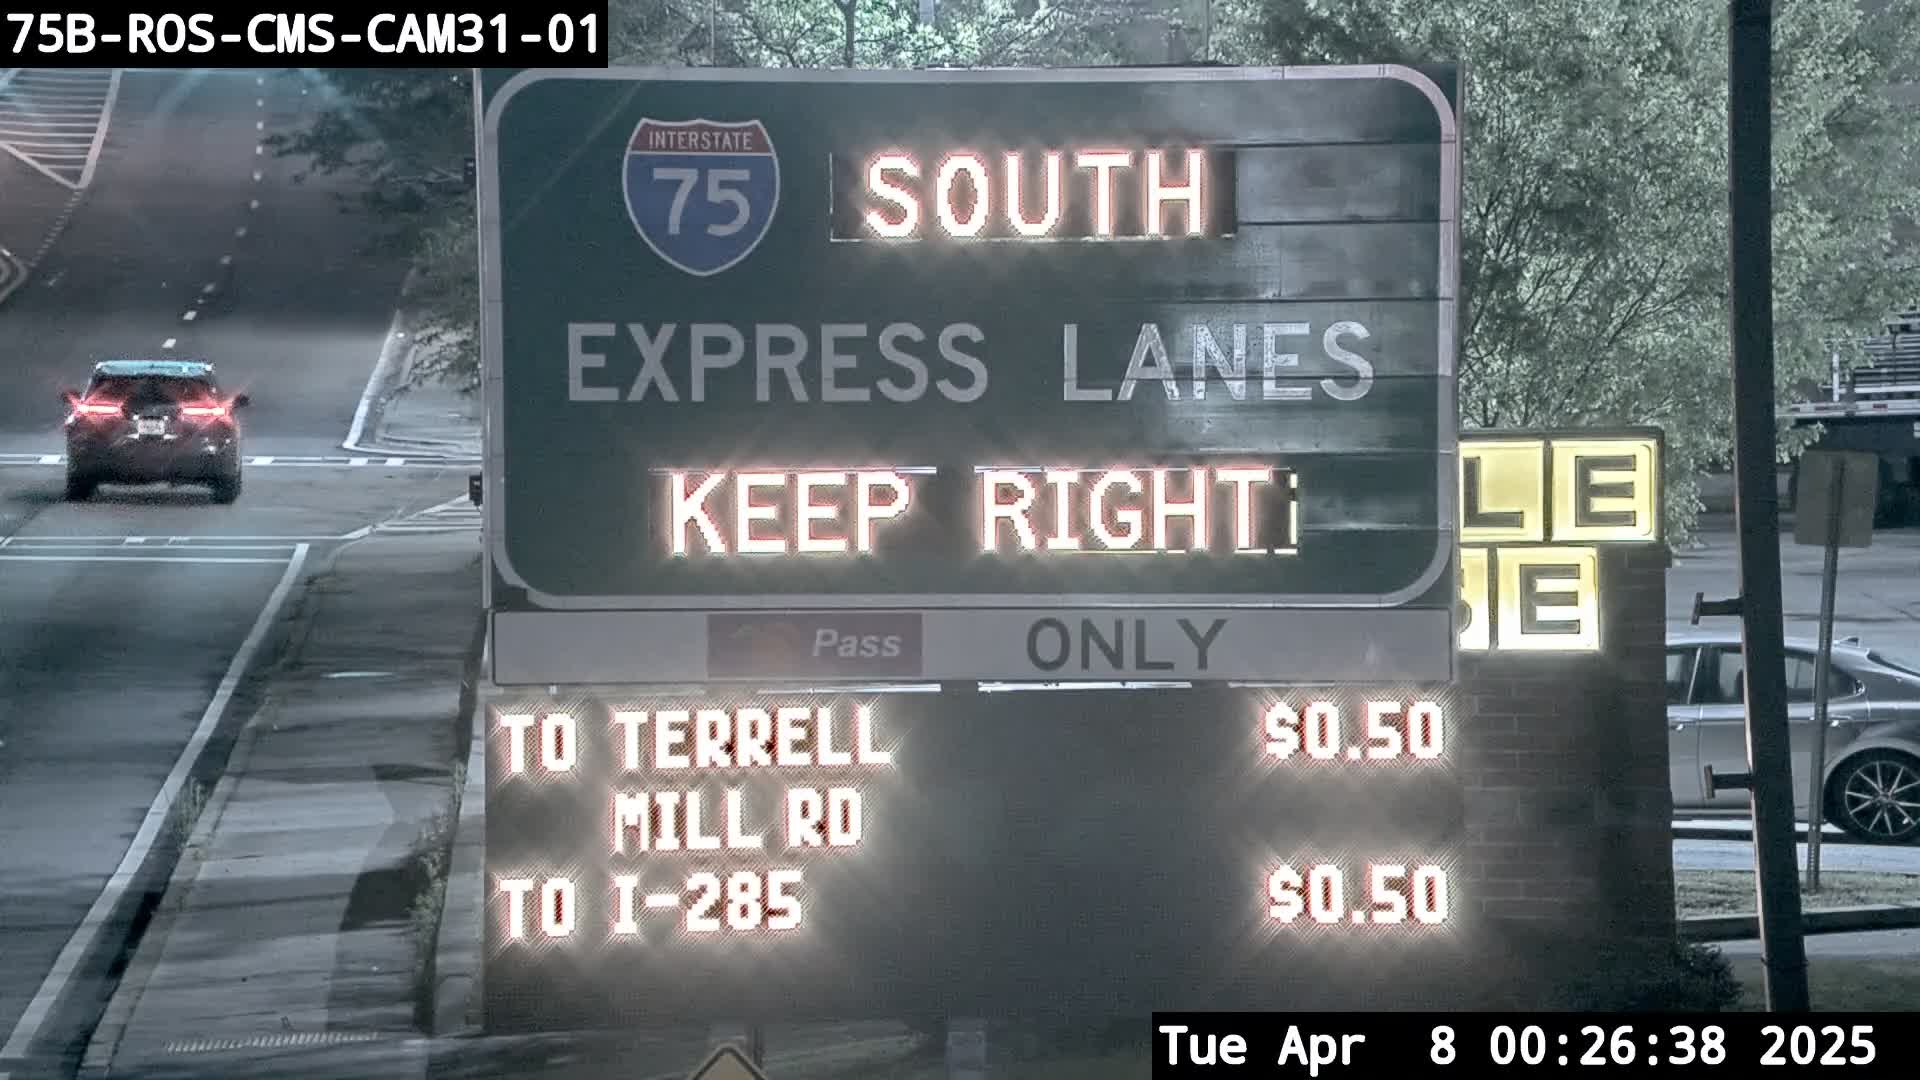 75B-ROS-CMS-CAM31-01
INTERSTATE
75
SOUTH
EXPRESS LANES
KEEP RIGHT
Pass ONLY
TO TERRELL $0.50
MILL RD
TO I-285 $0.50
LE
E
Tue Apr 8 00:26:38 2025